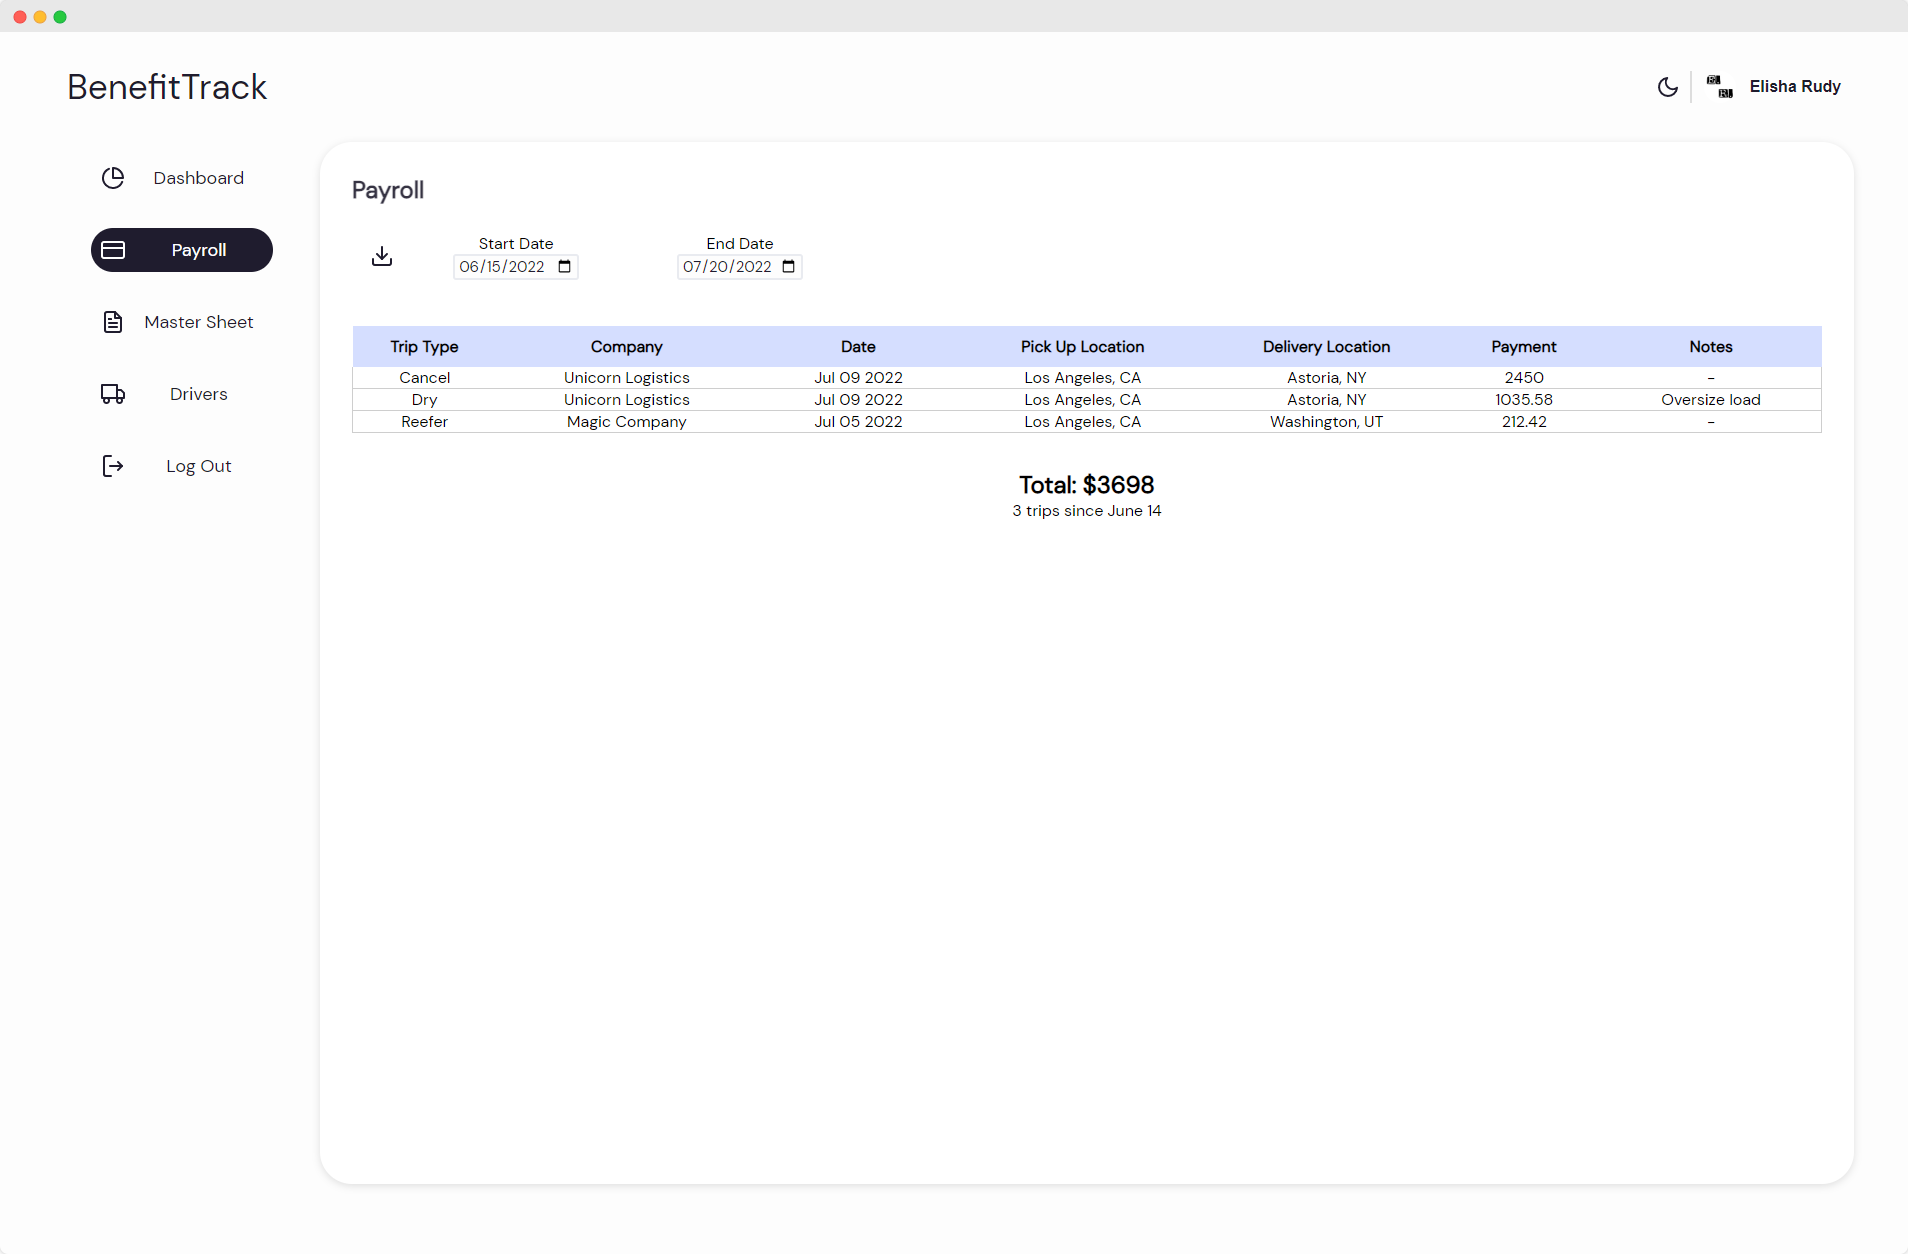 BenefitTrack
Elisha Rudy
Dashboard
Payroll
Master Sheet
Drivers
Log Out
Payroll
Start Date End Date
06/15/2022 07/20/2022
Trip Type Company Date Pick Up Location Delivery Location Payment Notes
Cancel Unicorn Logistics Jul 09 2022 Los Angeles, CA Astoria, NY 2450 -
Dry Unicorn Logistics Jul 09 2022 Los Angeles, CA Astoria, NY 1035.58 Oversize load
Reefer Magic Company Jul 05 2022 Los Angeles, CA Washington, UT 212.42 -
Total: $3698
3 trips since June 14